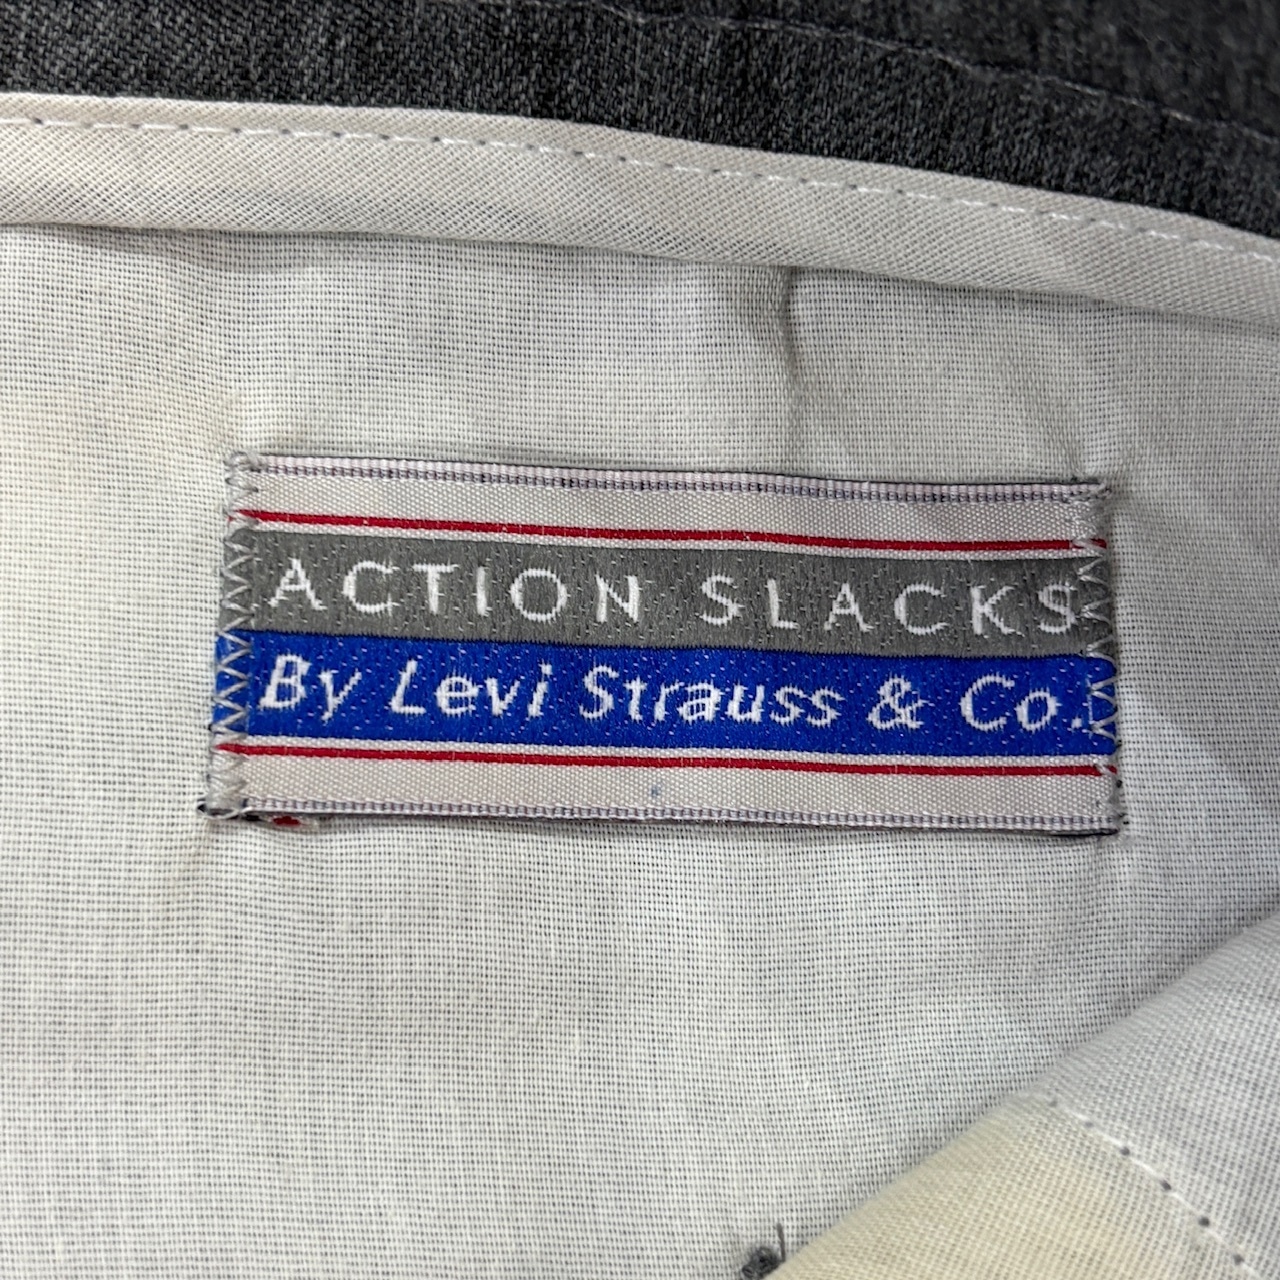 ACTION SLACKS
By Levi Strauss & Co.